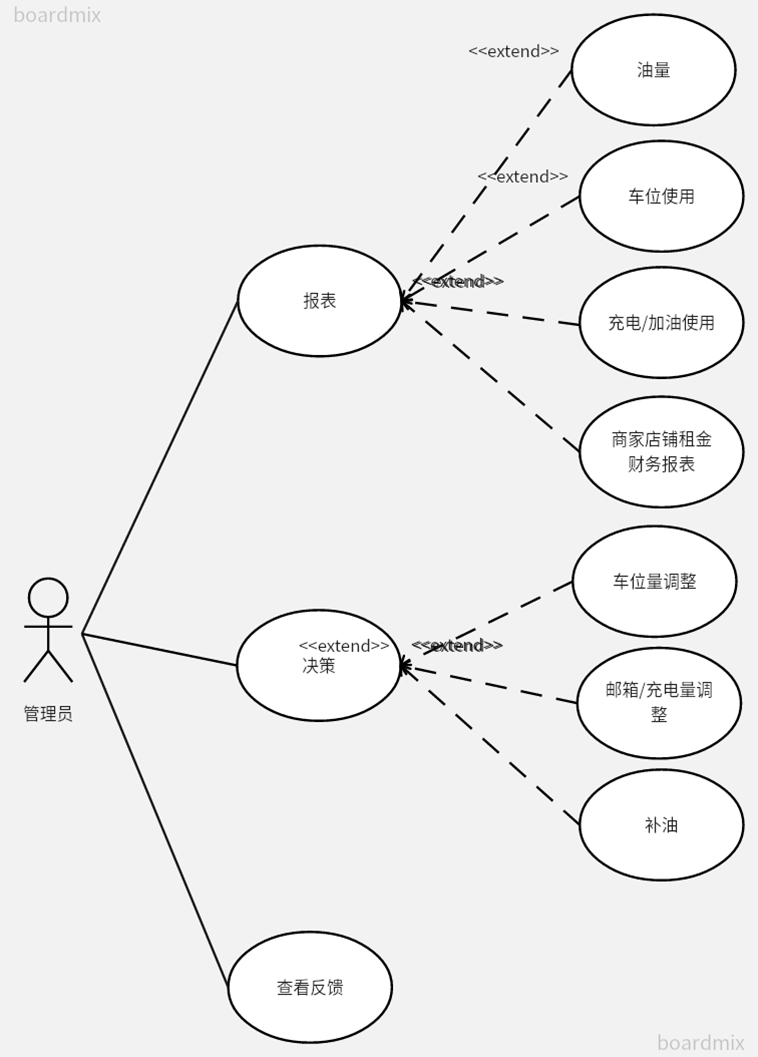 boardmix
<<extend>>
油量
<<extend>>
车位使用
<<extend>>
<<extend>>
报表
充电/加油使用
商家店铺租金
财务报表
车位量调整
<<extend>>
<<extend>>
<<extend>>
决策
邮箱/充电量调
整
管理员
补油
查看反馈
boardmix